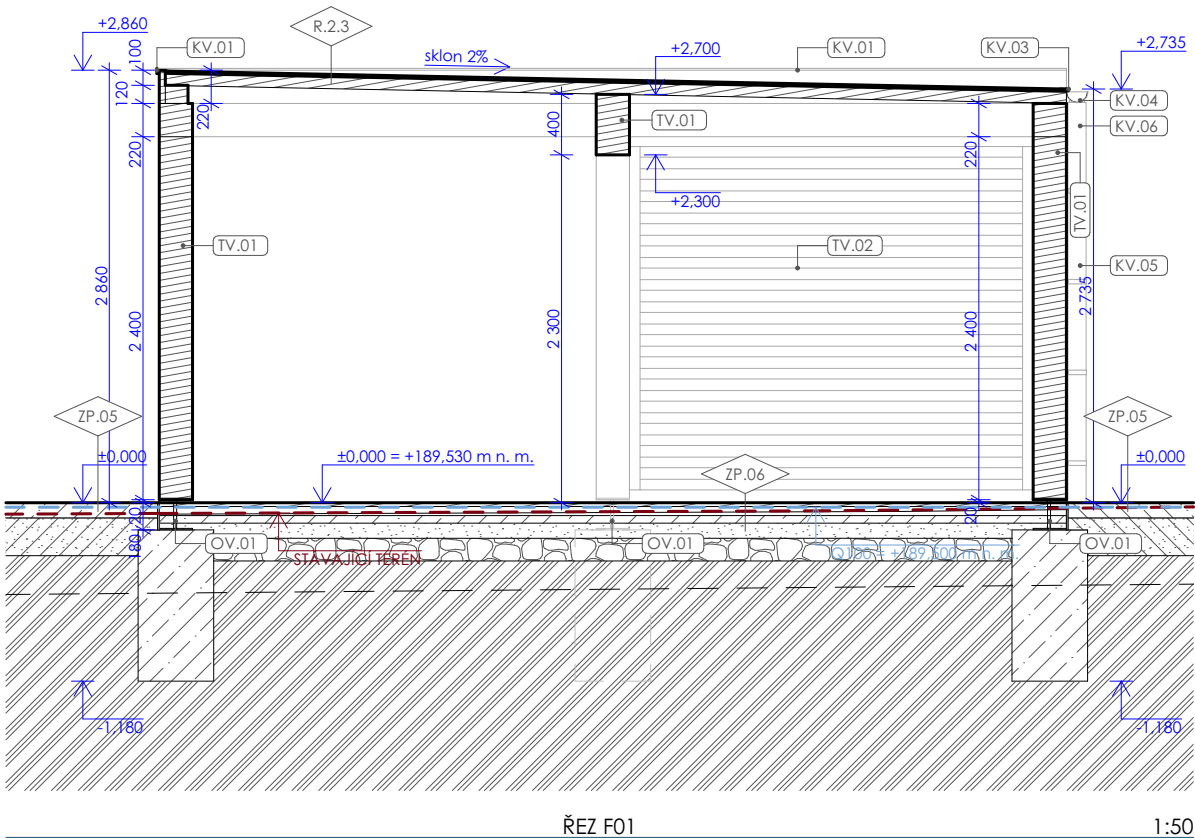 +2,860
R.2.3
KV.01
sklon 2%
+2,700
KV.01
KV.03
+2,735
100
120
220
220
400
TV.01
220
KV.04
KV.06
+2,300
TV.01
TV.01
TV.02
KV.05
2 860
2 400
2 300
2 400
2 735
ZP.05
ZP.05
±0,000
±0,000 = +189,530 m n. m.
ZP.06
±0,000
20
20
180
OV.01
OV.01
OV.01
STÁVAJÍCÍ TERÉN
Q100 = +189,500 m n. m.
-1,180
-1,180
ŘEZ F01
1:50